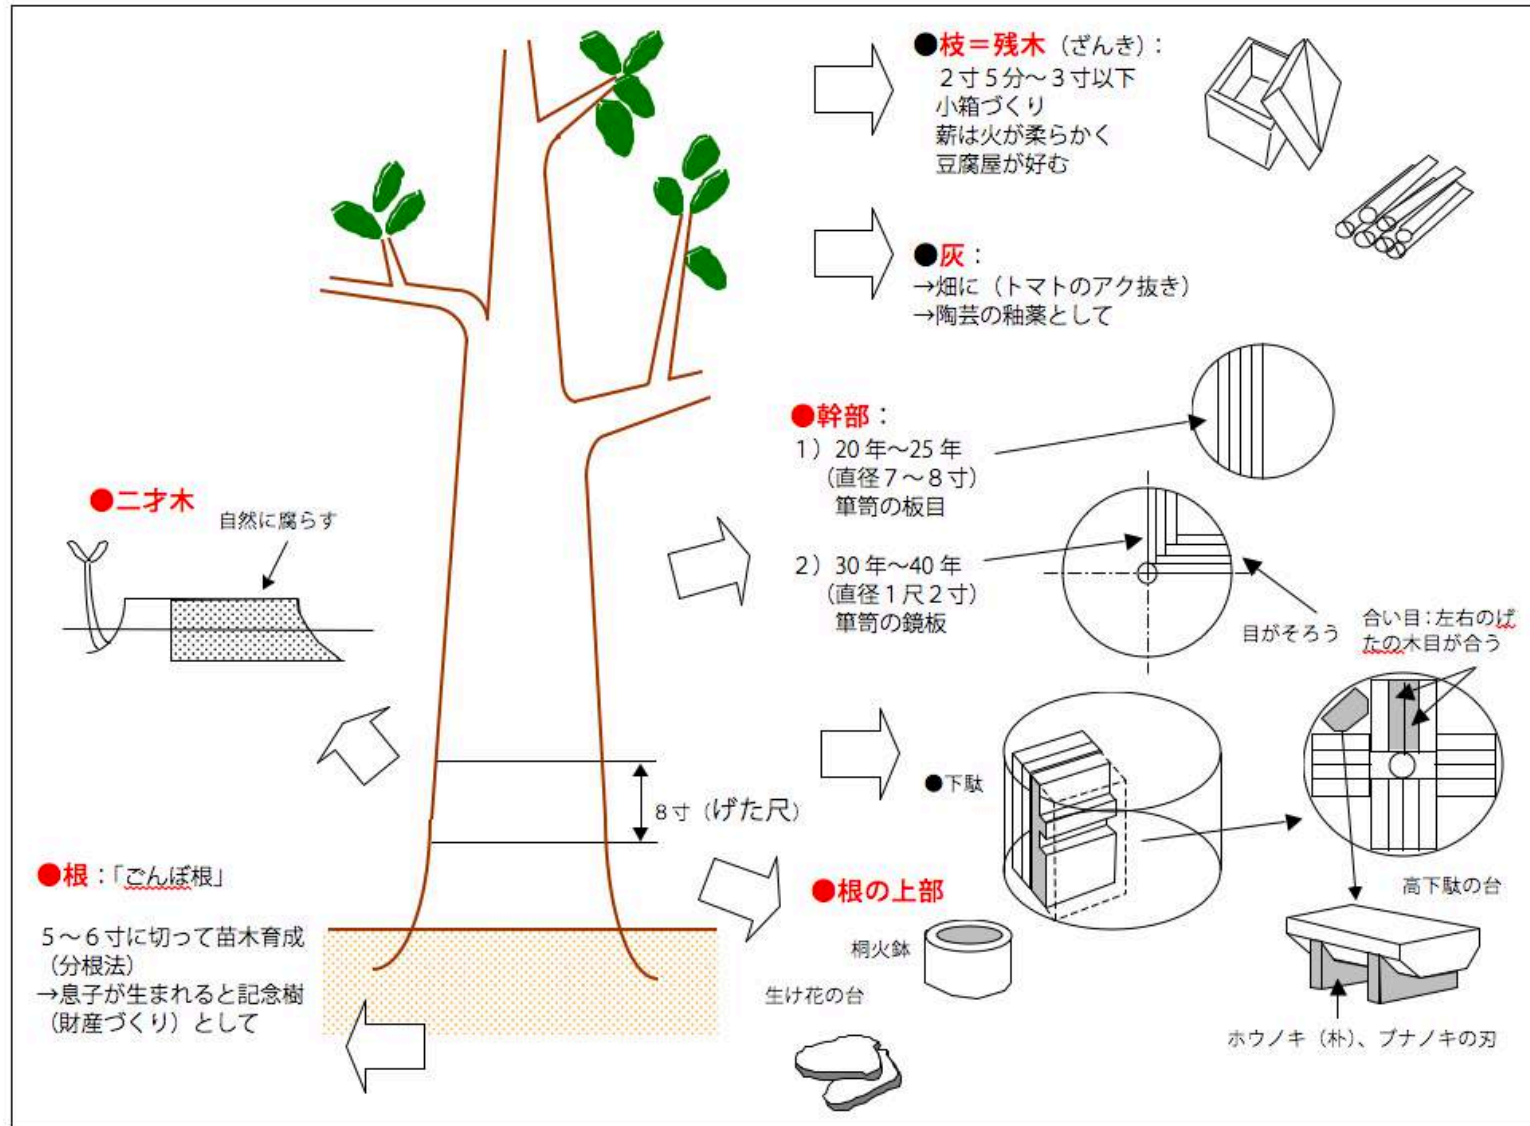 ●枝＝残木（ざんき）：
２寸５分～３寸以下
小箱づくり
薪は火が柔らかく
豆腐屋が好む
●灰：
→畑に（トマトのアク抜き）
→陶芸の釉薬として
●幹部：
１）20 年～25 年
（直径７～８寸）
箪笥の板目
２）30 年～40 年
（直径１尺２寸）
箪笥の鏡板
目がそろう
合い目：左右のげ
たの木目が合う
●二才木
自然に腐らす
８寸（げた尺）
●下駄
高下駄の台
ホウノキ（朴）、ブナノキの刃
●根：「ごんぼ根」
５～６寸に切って苗木育成
（分根法）
→息子が生まれると記念樹
（財産づくり）として
●根の上部
桐火鉢
生け花の台